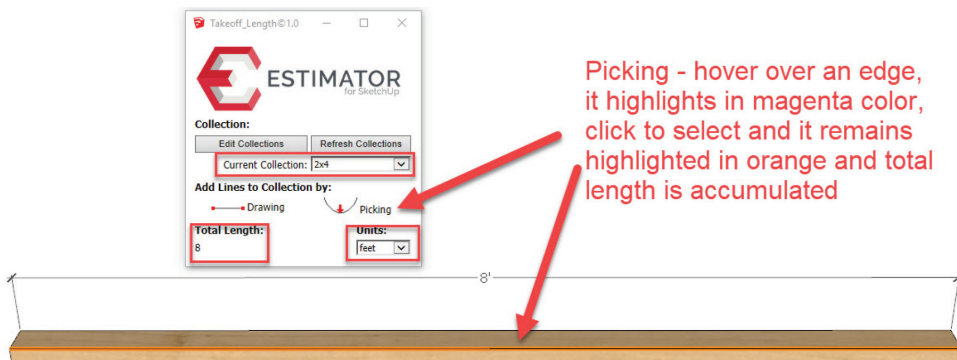 Takeoff_Length©1.0
ESTIMATOR
for SketchUp
Collection:
Edit Collections
Refresh Collections
Current Collection: 2x4
Add Lines to Collection by:
Drawing
Picking
Total Length:
Units:
8
feet
Picking - hover over an edge,
it highlights in magenta color,
click to select and it remains
highlighted in orange and total
length is accumulated
8'